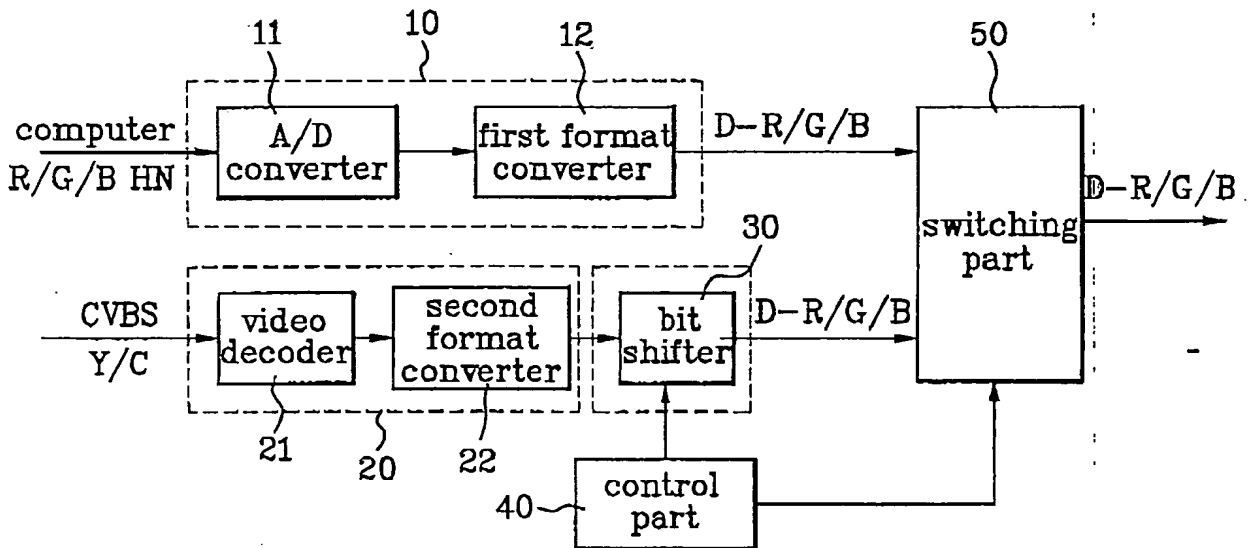 10
11
12
50
computer
R/G/B HN
A/D
converter
first format
converter
D-R/G/B
switching
part
D-R/G/B
30
CVBS
Y/C
video
decoder
second
format
converter
bit
shifter
D-R/G/B
21
20
22
40
control
part